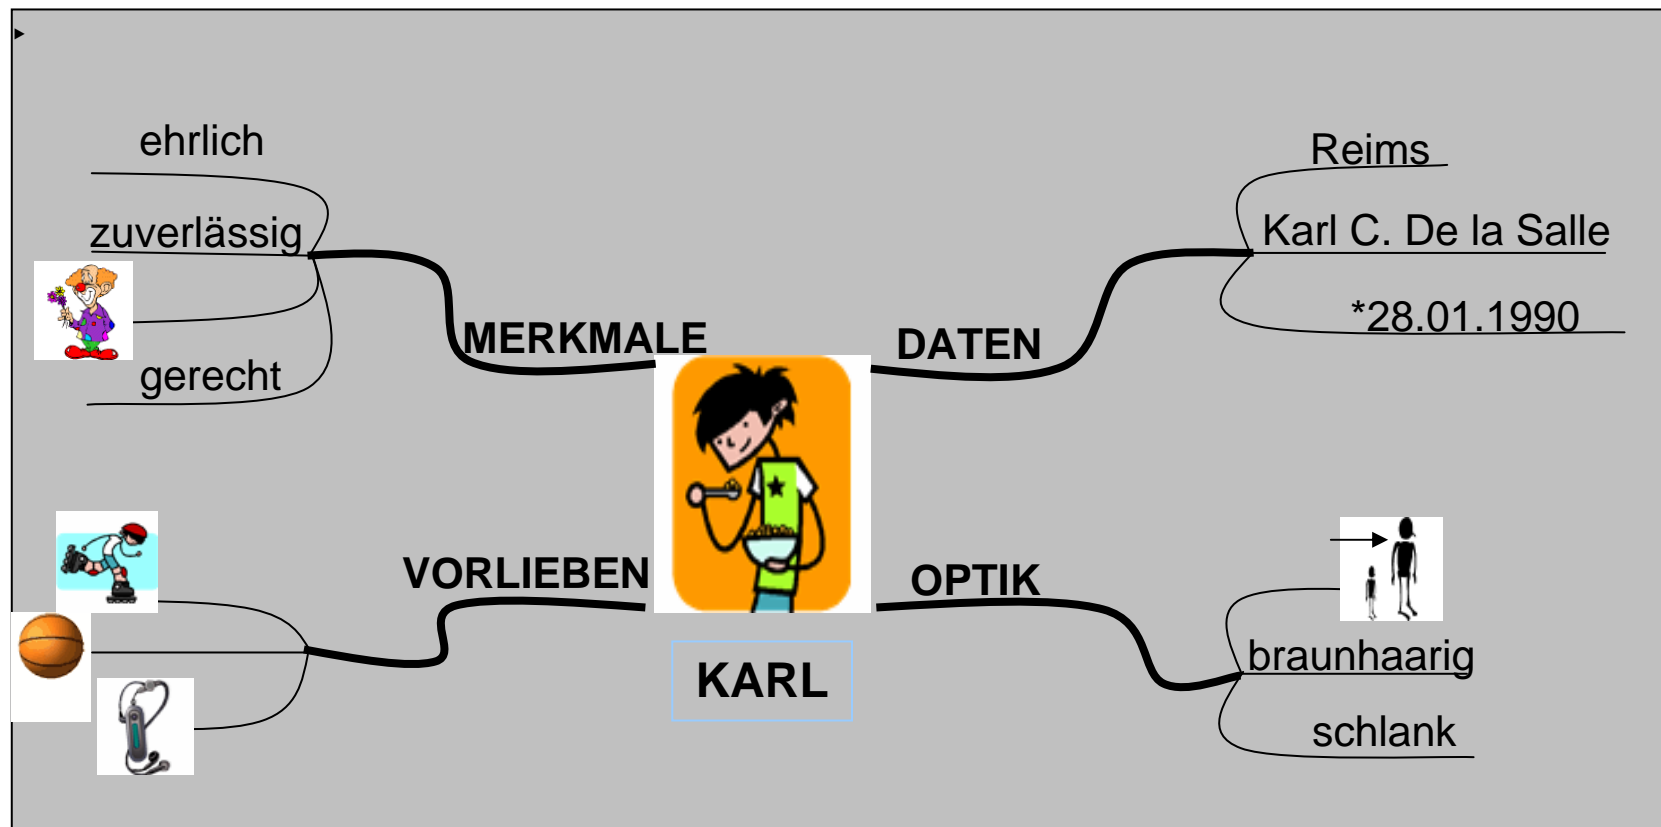 ehrlich
zuverlässig
gerecht
MERKMALE
Reims
Karl C. De la Salle
*28.01.1990
DATEN
VORLIEBEN
OPTIK
braunhaarig
schlank
KARL